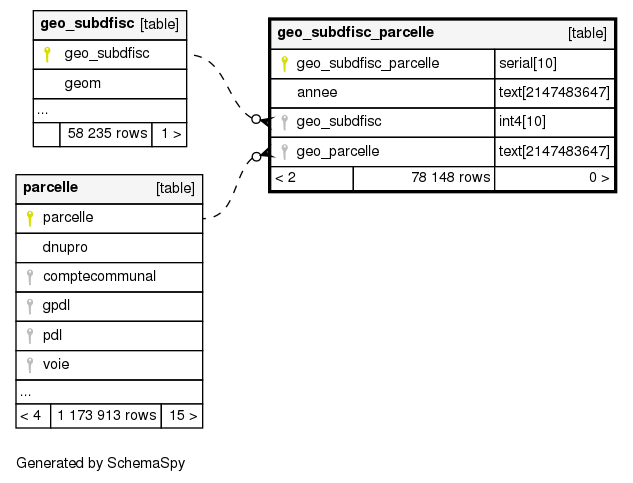 geo_subdfisc [table]
geo_subdfisc
geom
...
58 235 rows 1 >
geo_subdfisc_parcelle [table]
geo_subdfisc_parcelle serial[10]
annee text[2147483647]
geo_subdfisc int4[10]
geo_parcelle text[2147483647]
< 2 78 148 rows 0 >
parcelle [table]
parcelle
dnupro
comptecommunal
gpdl
pdl
voie
...
< 4 1 173 913 rows 15 >
Generated by SchemaSpy